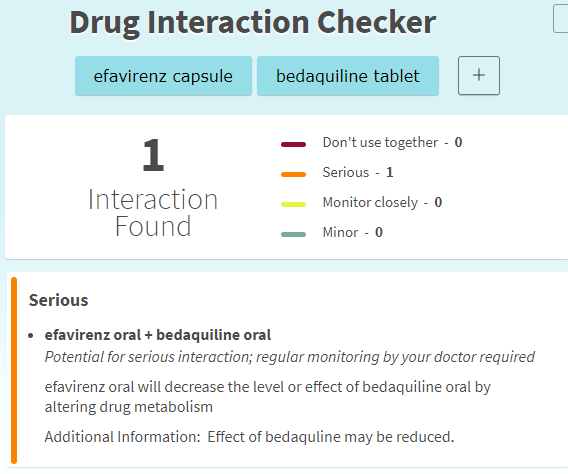 Drug Interaction Checker
efavirenz capsule
bedaquiline tablet
+
1
Interaction
Found
Don't use together - 0
Serious - 1
Monitor closely - 0
Minor - 0
Serious
• efavirenz oral + bedaquiline oral
Potential for serious interaction; regular monitoring by your doctor required
efavirenz oral will decrease the level or effect of bedaquiline oral by
altering drug metabolism
Additional Information: Effect of bedaquline may be reduced.